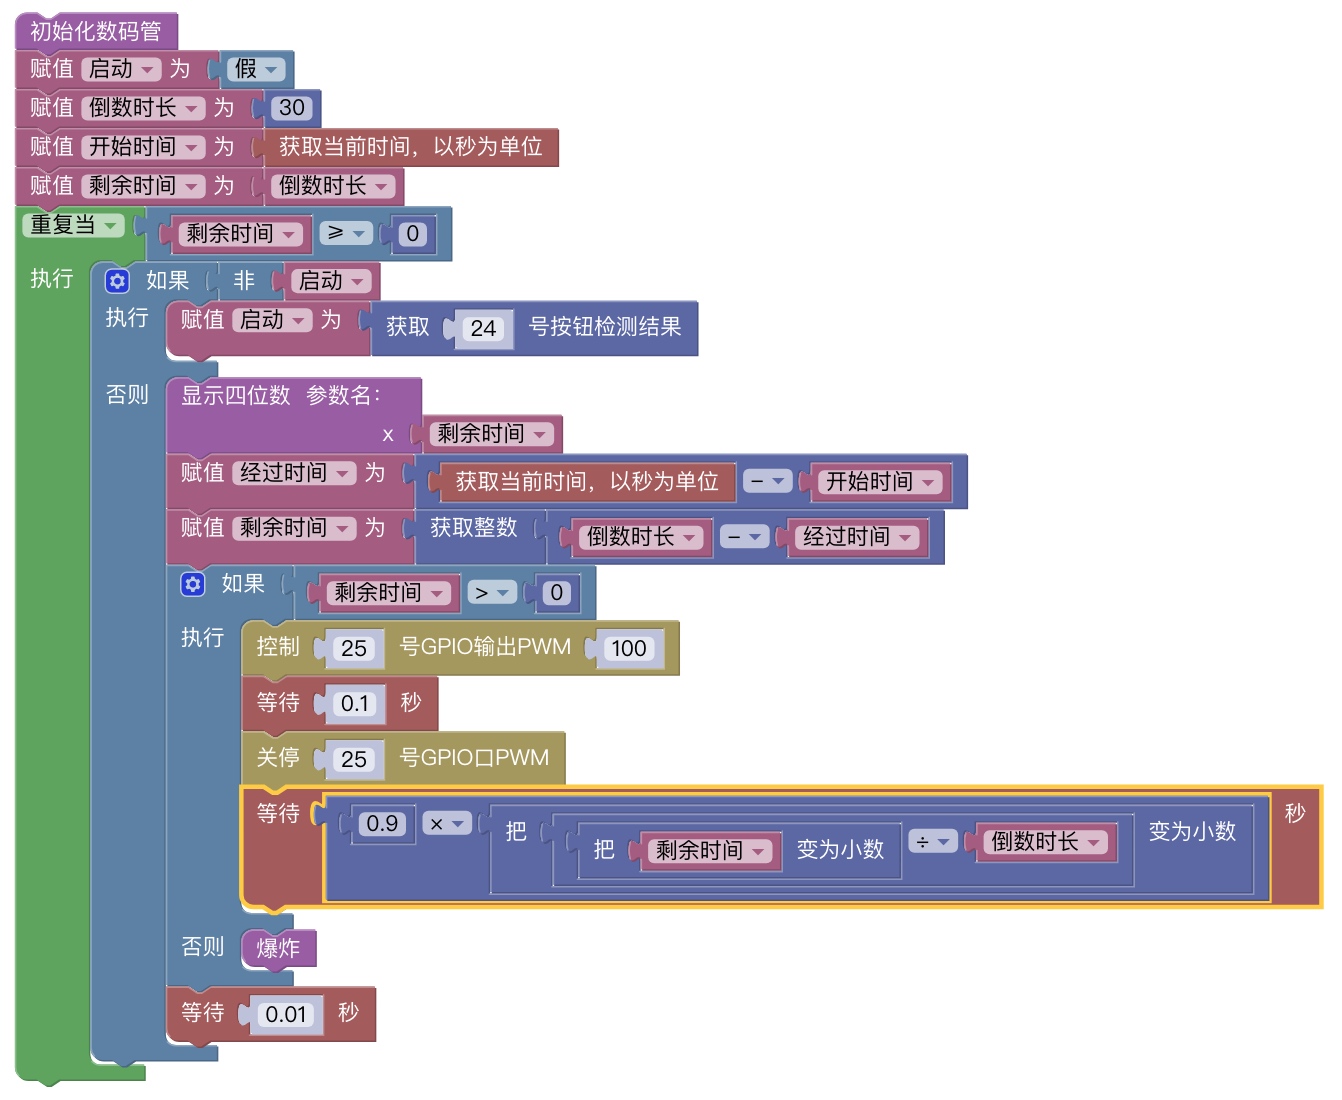 初始化数码管
赋值 启动 为 假
赋值 倒数时长 为 30
赋值 开始时间 为 获取当前时间，以秒为单位
赋值 剩余时间 为 倒数时长
重复当 剩余时间 ≥ 0
执行 如果 非 启动
执行 赋值 启动 为 获取 24 号按钮检测结果
否则 显示四位数 参数名：
x 剩余时间
赋值 经过时间 为 获取当前时间，以秒为单位 - 开始时间
赋值 剩余时间 为 获取整数 倒数时长 - 经过时间
如果 剩余时间 > 0
执行 控制 25 号GPIO输出PWM 100
等待 0.1 秒
关停 25 号GPIO口PWM
等待 0.9 × 把 把 剩余时间 变为小数 ÷ 倒数时长 变为小数 秒
否则 爆炸
等待 0.01 秒